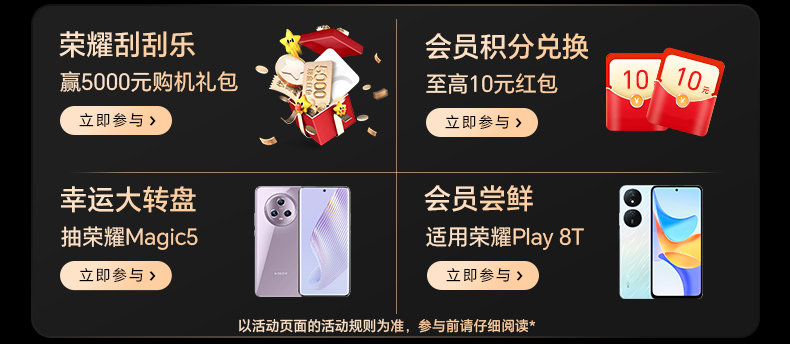 荣耀刮刮乐
赢5000元购机礼包
立即参与 >
会员积分兑换
至高10元红包
立即参与 >
10
10元
幸运大转盘
抽荣耀Magic5
立即参与 >
会员尝鲜
适用荣耀Play 8T
立即参与 >
以活动页面的活动规则为准，参与前请仔细阅读*